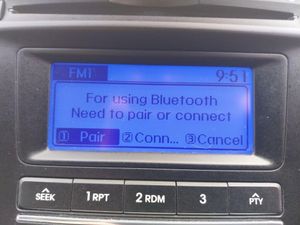 FM1 9:51
For using Bluetooth
Need to pair or connect
① Pair ② Conn... ③ Cancel
SEEK 1 RPT 2 RDM 3 PTY